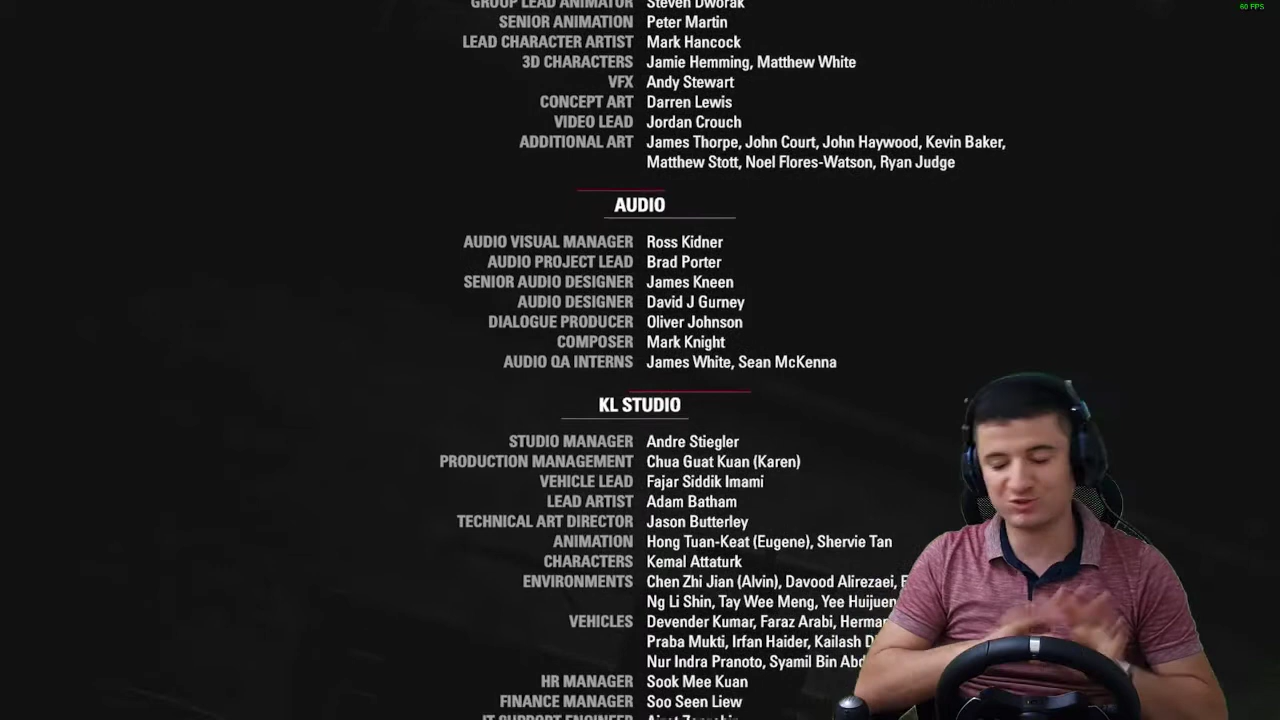 60 FPS
GROUP LEAD ANIMATOR Steven Dworak
SENIOR ANIMATION Peter Martin
LEAD CHARACTER ARTIST Mark Hancock
3D CHARACTERS Jamie Hemming, Matthew White
VFX Andy Stewart
CONCEPT ART Darren Lewis
VIDEO LEAD Jordan Crouch
ADDITIONAL ART James Thorpe, John Court, John Haywood, Kevin Baker,
Matthew Stott, Noel Flores-Watson, Ryan Judge
AUDIO
AUDIO VISUAL MANAGER Ross Kidner
AUDIO PROJECT LEAD Brad Porter
SENIOR AUDIO DESIGNER James Kneen
AUDIO DESIGNER David J Gurney
DIALOGUE PRODUCER Oliver Johnson
COMPOSER Mark Knight
AUDIO QA INTERNS James White, Sean McKenna
KL STUDIO
STUDIO MANAGER Andre Stiegler
PRODUCTION MANAGEMENT Chua Guat Kuan (Karen)
VEHICLE LEAD Fajar Siddik Imami
LEAD ARTIST Adam Batham
TECHNICAL ART DIRECTOR Jason Butterley
ANIMATION Hong Tuan-Keat (Eugene), Shervie Tan
CHARACTERS Kemal Attaturk
ENVIRONMENTS Chen Zhi Jian (Alvin), Davood Alirezaei,
Ng Li Shin, Tay Wee Meng, Yee Huijuen
VEHICLES Devender Kumar, Faraz Arabi,
Praba Mukti, Irfan Haider, Kailash
Nur Indra Pranoto, Syamil Bin
HR MANAGER Sook Mee Kuan
FINANCE MANAGER Soo Seen Liew
IT SUPPORT ENGINEER